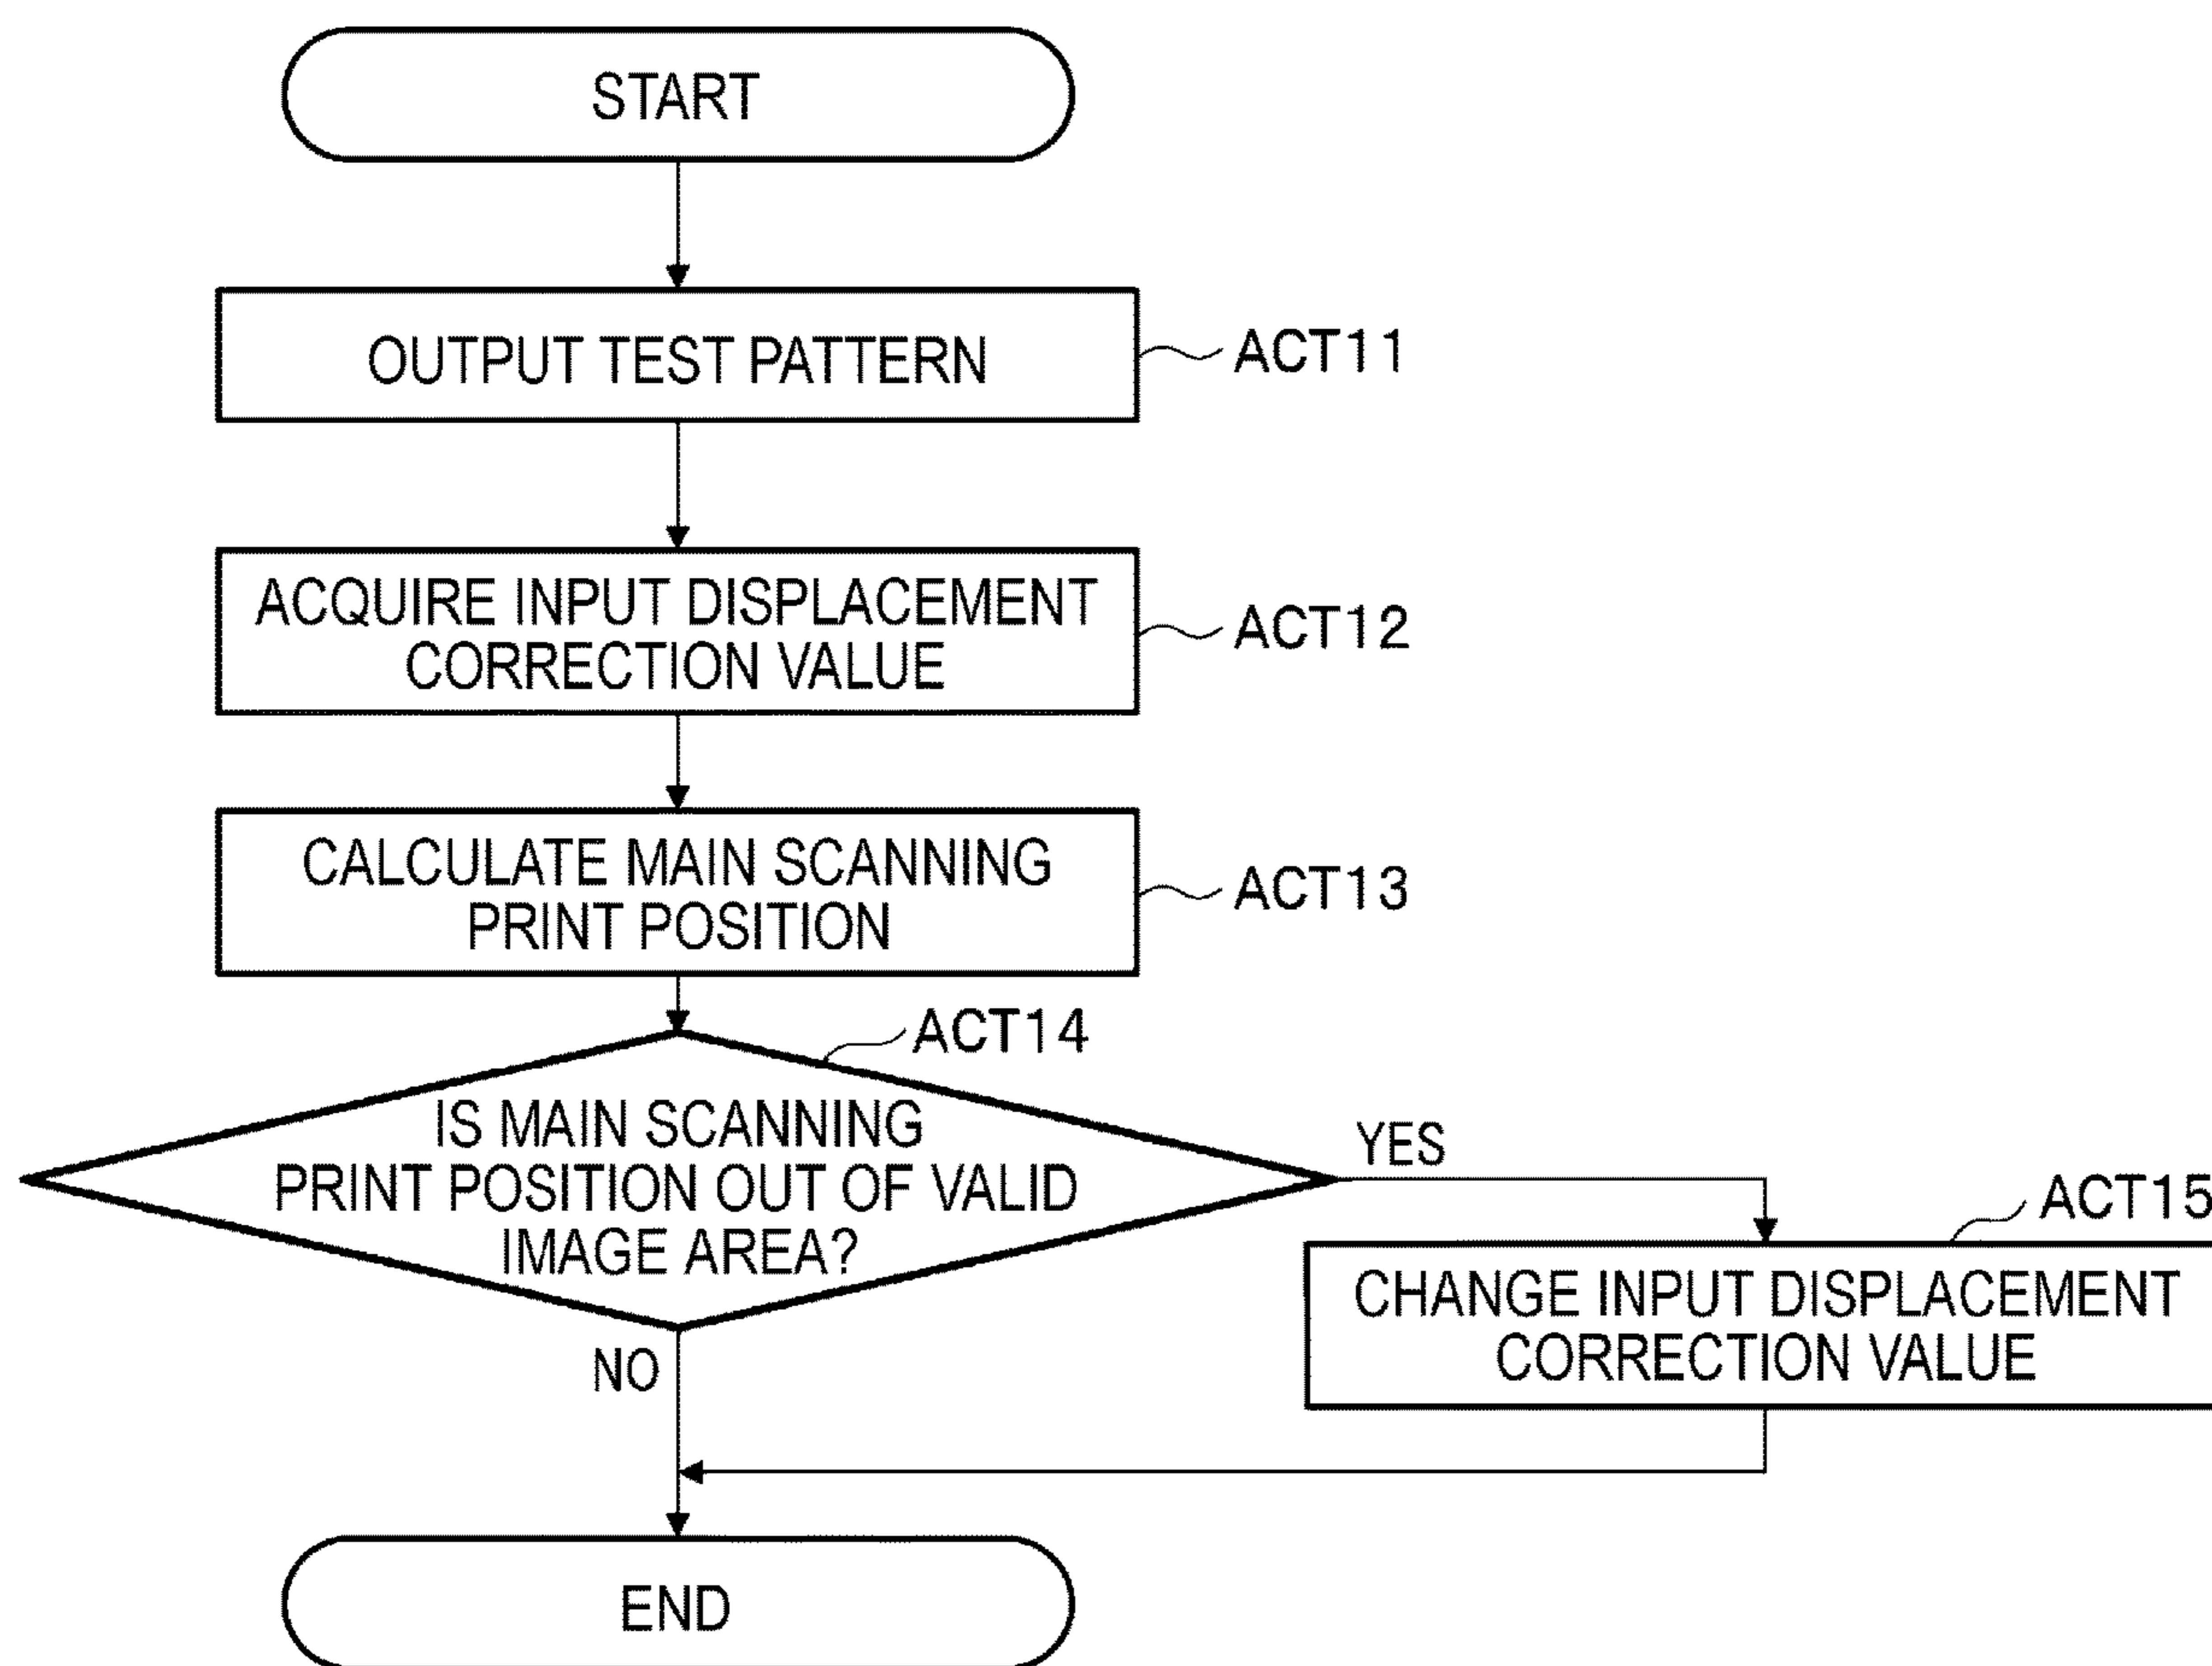 START
OUTPUT TEST PATTERN
ACT11
ACQUIRE INPUT DISPLACEMENT
CORRECTION VALUE
ACT12
CALCULATE MAIN SCANNING
PRINT POSITION
ACT13
ACT14
IS MAIN SCANNING
PRINT POSITION OUT OF VALID
IMAGE AREA?
YES
NO
ACT15
CHANGE INPUT DISPLACEMENT
CORRECTION VALUE
END